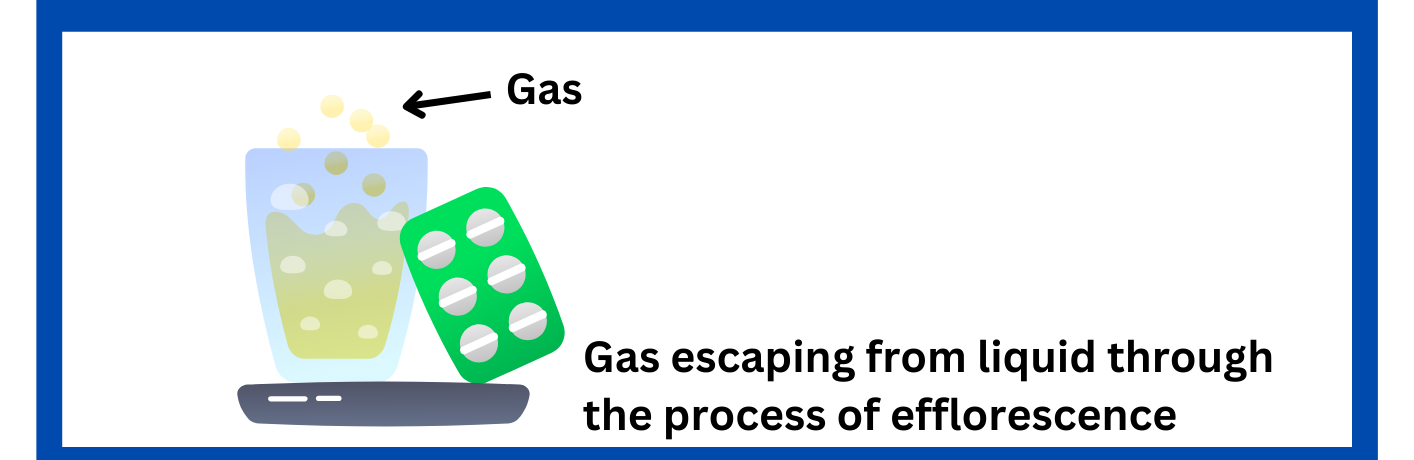 Gas
Gas escaping from liquid through
the process of efflorescence